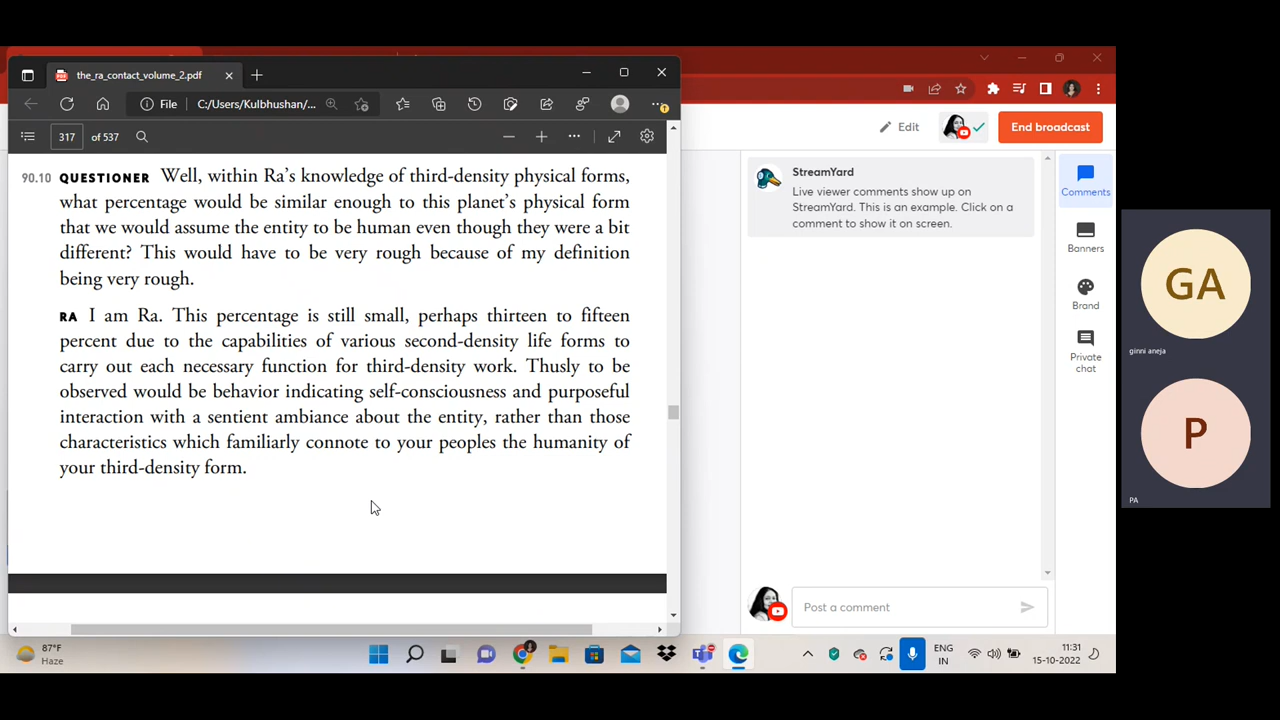 the_ra_contact_volume_2.pdf
File C:/Users/Kulbhushan/...
317 of 537
Edit
End broadcast
90.10 QUESTIONER Well, within Ra's knowledge of third-density physical forms,
what percentage would be similar enough to this planet's physical form
that we would assume the entity to be human even though they were a bit
different? This would have to be very rough because of my definition
being very rough.
RA I am Ra. This percentage is still small, perhaps thirteen to fifteen
percent due to the capabilities of various second-density life forms to
carry out each necessary function for third-density work. Thusly to be
observed would be behavior indicating self-consciousness and purposeful
interaction with a sentient ambiance about the entity, rather than those
characteristics which familiarly connote to your peoples the humanity of
your third-density form.
StreamYard
Live viewer comments show up on
StreamYard. This is an example. Click on a
comment to show it on screen.
Comments
Banners
Brand
Private
chat
Post a comment
GA
ginni aneja
P
PA
87°F
Haze
ENG
IN
11:31
15-10-2022